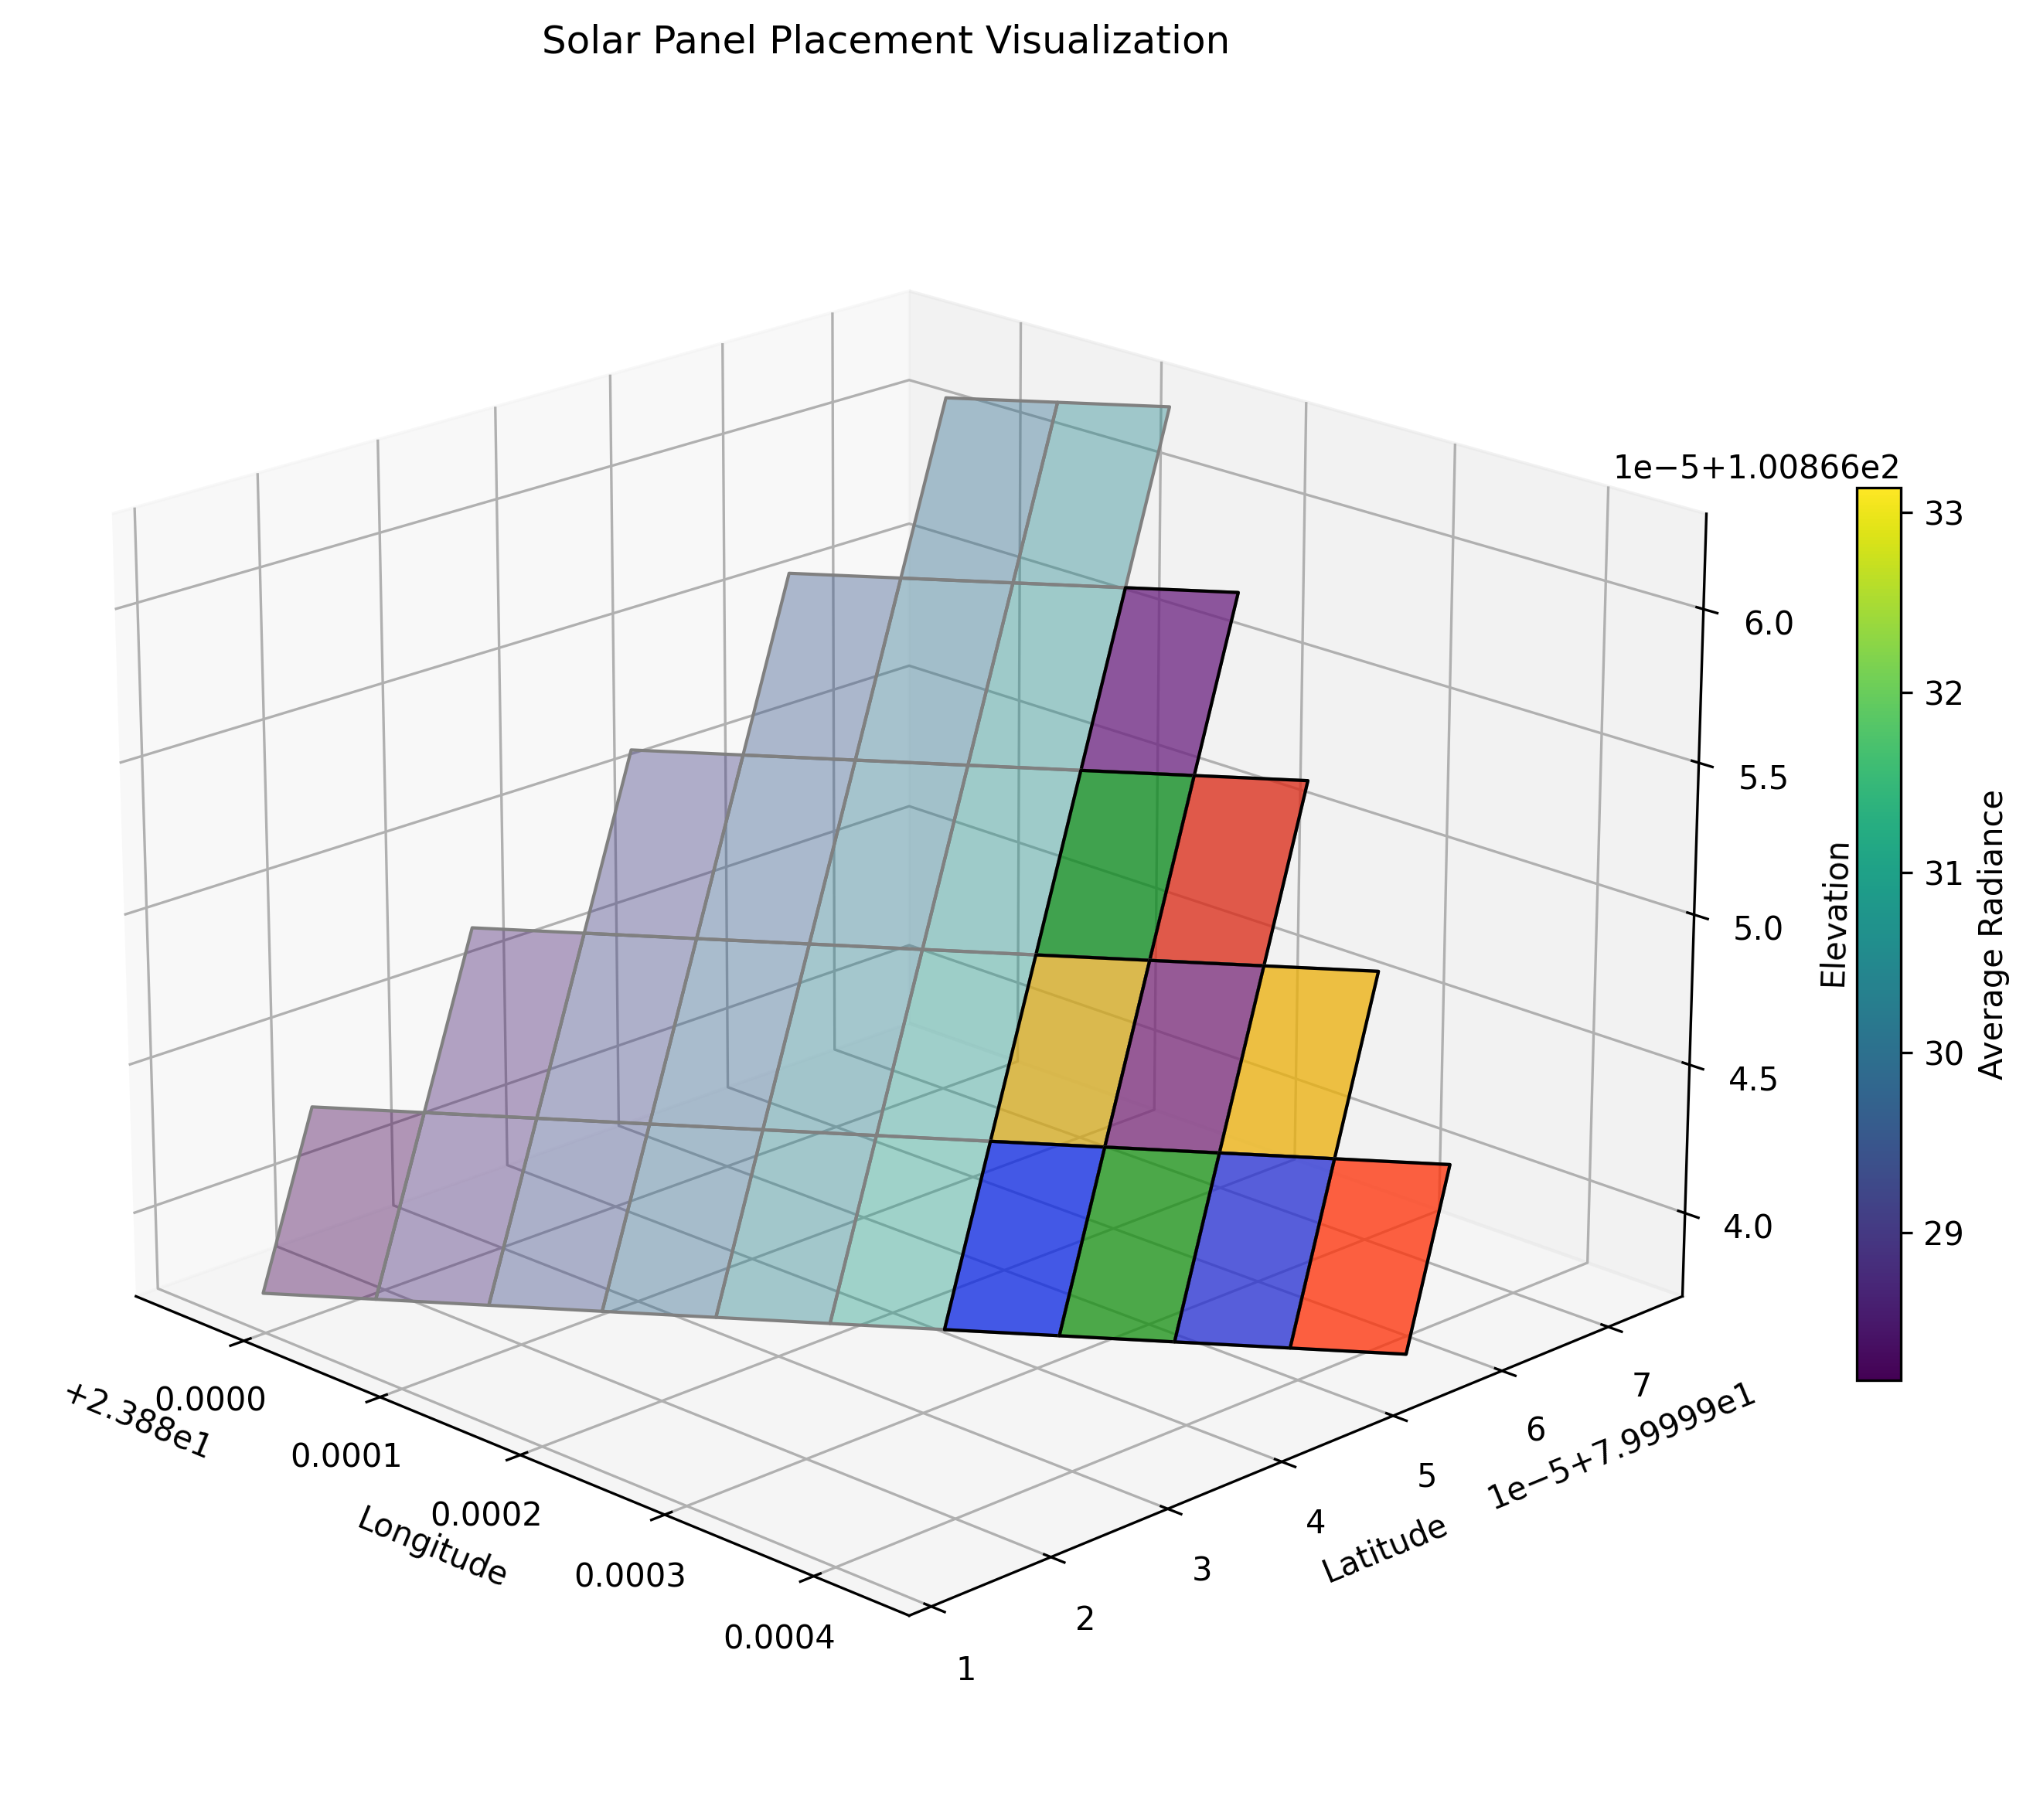 Solar Panel Placement Visualization
1e−5+1.00866e2
6.0
5.5
5.0
4.5
4.0
Elevation
33
32
31
30
29
Average Radiance
+2.388e1
0.0000
0.0001
0.0002
0.0003
0.0004
Longitude
1
2
3
4
5
6
7
Latitude
1e−5+7.99999e1